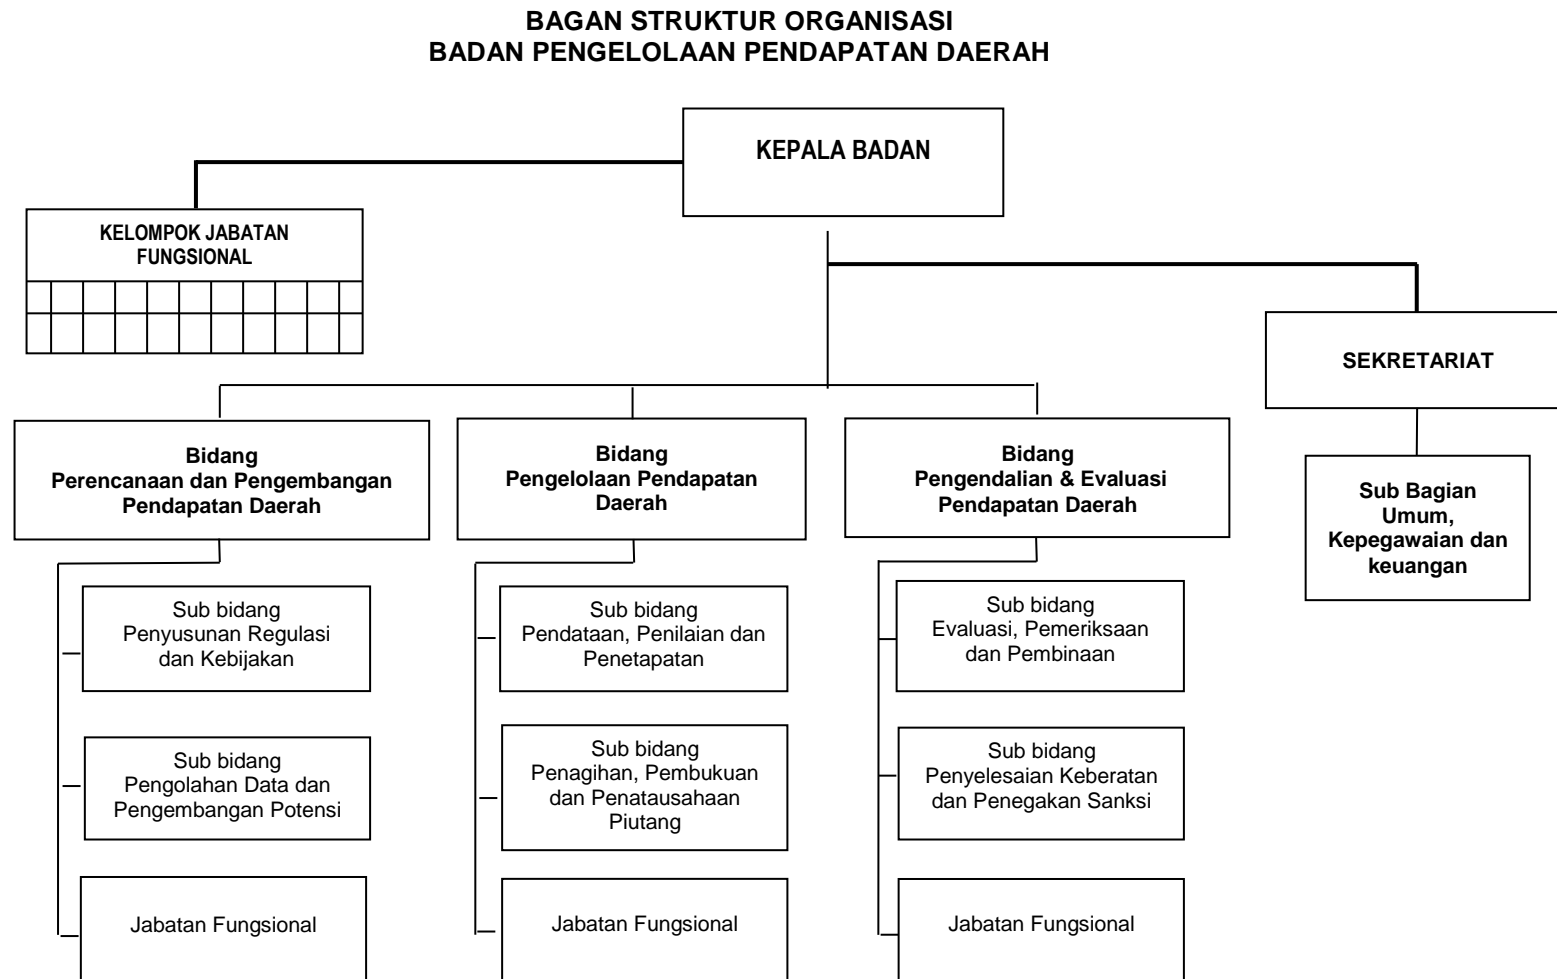 BAGAN STRUKTUR ORGANISASI
BADAN PENGELOLAAN PENDAPATAN DAERAH
KEPALA BADAN
KELOMPOK JABATAN
FUNGSIONAL
SEKRETARIAT
Bidang
Perencanaan dan Pengembangan
Pendapatan Daerah
Bidang
Pengelolaan Pendapatan
Daerah
Bidang
Pengendalian & Evaluasi
Pendapatan Daerah
Sub Bagian
Umum,
Kepegawaian dan
keuangan
Sub bidang
Penyusunan Regulasi
dan Kebijakan
Sub bidang
Pendataan, Penilaian dan
Penetapatan
Sub bidang
Evaluasi, Pemeriksaan
dan Pembinaan
Sub bidang
Pengolahan Data dan
Pengembangan Potensi
Sub bidang
Penagihan, Pembukuan
dan Penatausahaan
Piutang
Sub bidang
Penyelesaian Keberatan
dan Penegakan Sanksi
Jabatan Fungsional
Jabatan Fungsional
Jabatan Fungsional